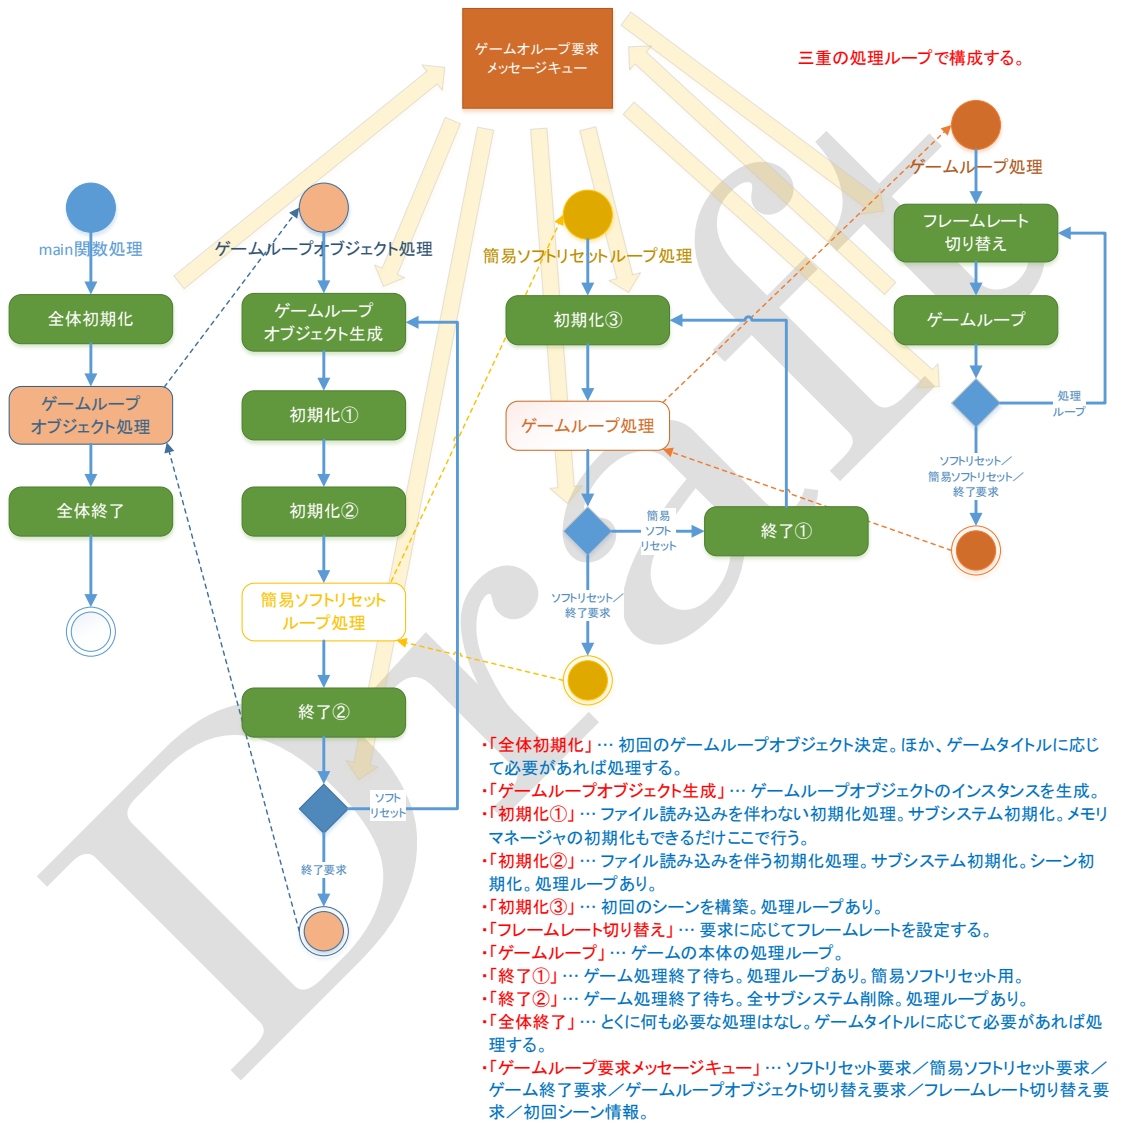 ゲームオループ要求
メッセージキュー
三重の処理ループで構成する。
main関数処理
全体初期化
ゲームループ
オブジェクト処理
全体終了
ゲームループオブジェクト処理
ゲームループ
オブジェクト生成
初期化①
初期化②
簡易ソフトリセット
ループ処理
終了②
ソフト
リセット
終了要求
簡易ソフトリセットループ処理
初期化③
ゲームループ処理
簡易
ソフト
リセット
終了①
ソフトリセット／
終了要求
ゲームループ処理
フレームレート
切り替え
ゲームループ
処理
ループ
ソフトリセット／
簡易ソフトリセット／
終了要求
・「全体初期化」 … 初回のゲームループオブジェクト決定。ほか、ゲームタイトルに応じ
て必要があれば処理する。
・「ゲームループオブジェクト生成」 … ゲームループオブジェクトのインスタンスを生成。
・「初期化①」 … ファイル読み込みを伴わない初期化処理。サブシステム初期化。メモリ
マネージャの初期化もできるだけここで行う。
・「初期化②」 … ファイル読み込みを伴う初期化処理。サブシステム初期化。シーン初
期化。処理ループあり。
・「初期化③」 … 初回のシーンを構築。処理ループあり。
・「フレームレート切り替え」 … 要求に応じてフレームレートを設定する。
・「ゲームループ」 … ゲームの本体の処理ループ。
・「終了①」 … ゲーム処理終了待ち。処理ループあり。簡易ソフトリセット用。
・「終了②」 … ゲーム処理終了待ち。全サブシステム削除。処理ループあり。
・「全体終了」 … とくに何も必要な処理はなし。ゲームタイトルに応じて必要があれば処
理する。
・「ゲームループ要求メッセージキュー」 … ソフトリセット要求／簡易ソフトリセット要求／
ゲーム終了要求／ゲームループオブジェクト切り替え要求／フレームレート切り替え要
求／初回シーン情報。
Draft